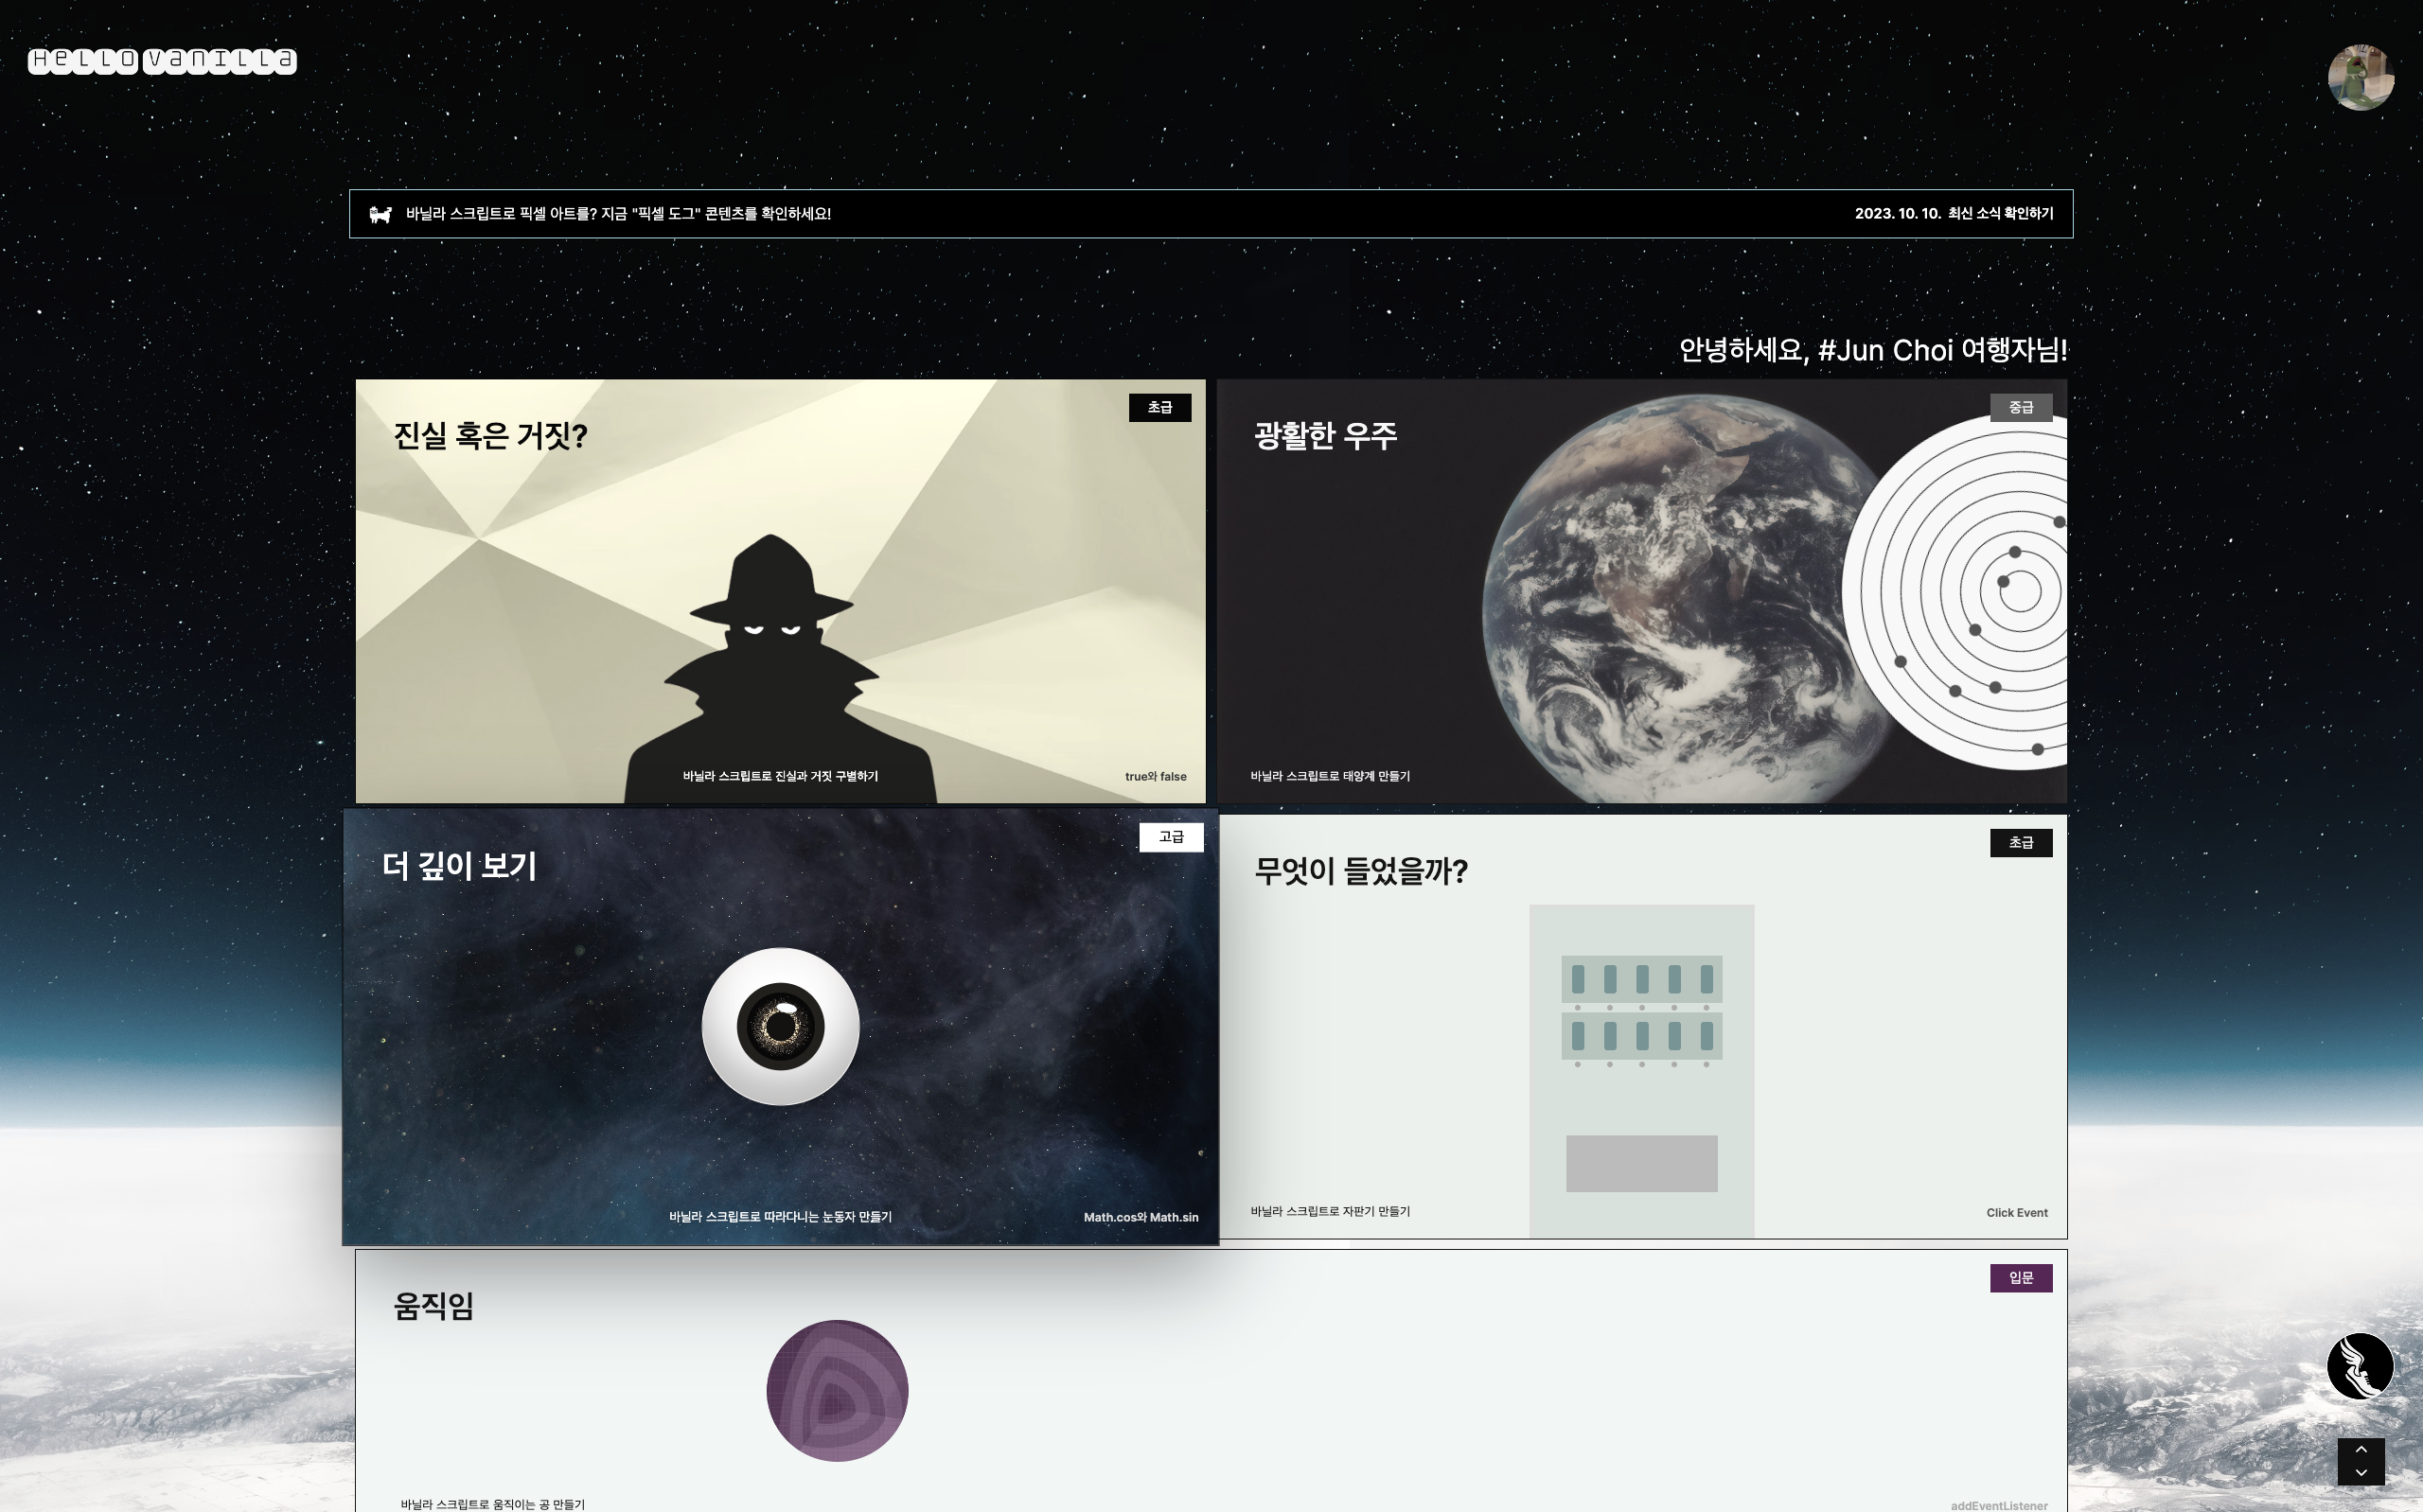 Hello Vanilla
바닐라 스크립트로 픽셀 아트를? 지금 "픽셀 도그" 콘텐츠를 확인하세요!
2023. 10. 10. 최신 소식 확인하기
안녕하세요, #Jun Choi 여행자님!
초급
진실 혹은 거짓?
바닐라 스크립트로 진실과 거짓 구별하기
true와 false
중급
광활한 우주
바닐라 스크립트로 태양계 만들기
고급
더 깊이 보기
바닐라 스크립트로 따라다니는 눈동자 만들기
Math.cos와 Math.sin
초급
무엇이 들었을까?
바닐라 스크립트로 자판기 만들기
Click Event
입문
움직임
바닐라 스크립트로 움직이는 공 만들기
addEventListener